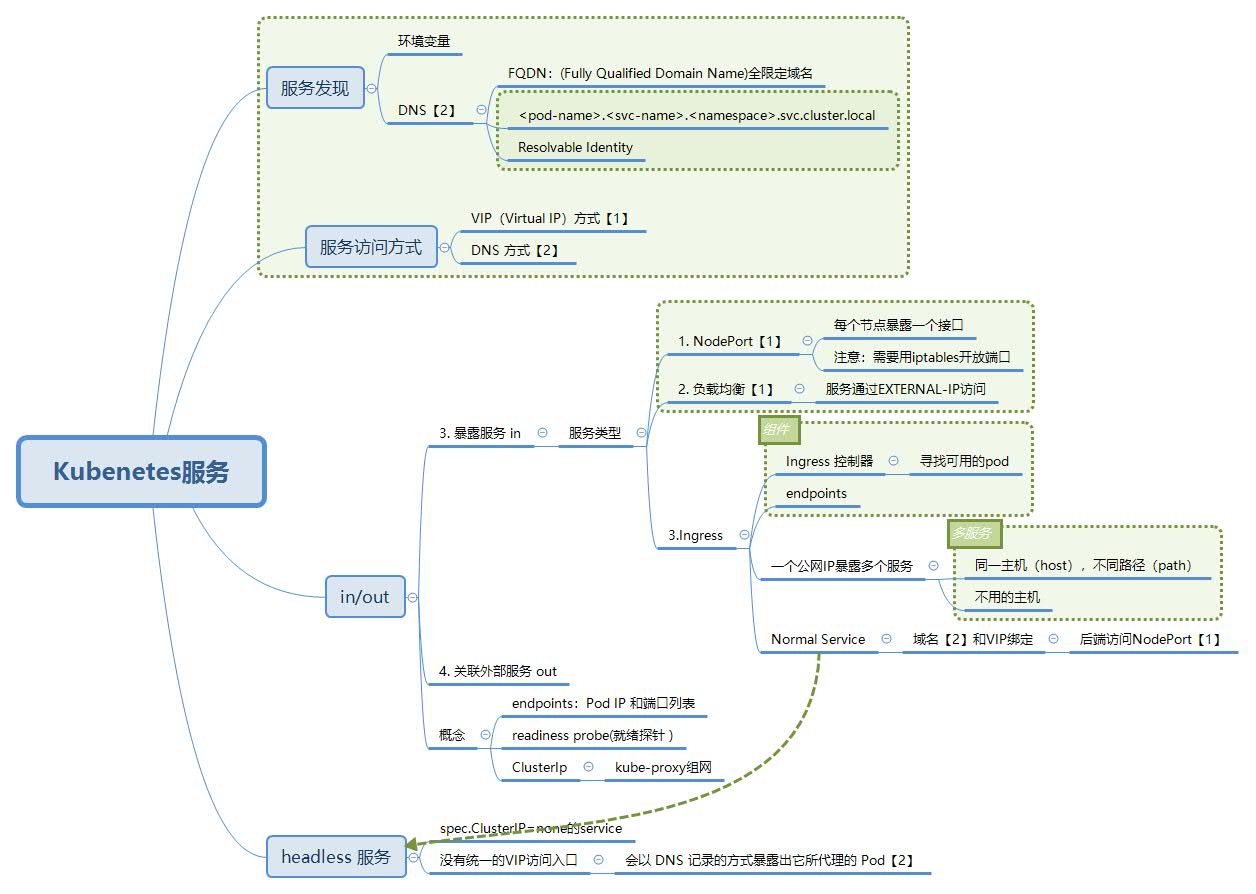 Kubenetes服务
服务发现
环境变量
DNS【2】
FQDN：(Fully Qualified Domain Name)全限定域名
<pod-name>.<svc-name>.<namespace>.svc.cluster.local
Resolvable Identity
服务访问方式
VIP（Virtual IP）方式【1】
DNS 方式【2】
in/out
3. 暴露服务 in
服务类型
1. NodePort【1】
每个节点暴露一个接口
注意：需要用iptables开放端口
2. 负载均衡【1】
服务通过EXTERNAL-IP访问
3.Ingress
组件
Ingress 控制器
寻找可用的pod
endpoints
一个公网IP暴露多个服务
多服务
同一主机（host），不同路径（path）
不用的主机
Normal Service
域名【2】和VIP绑定
后端访问NodePort【1】
4. 关联外部服务 out
概念
endpoints：Pod IP 和端口列表
readiness probe(就绪探针 )
ClusterIp
kube-proxy组网
headless 服务
spec.ClusterIP=none的service
没有统一的VIP访问入口
会以 DNS 记录的方式暴露出它所代理的 Pod【2】